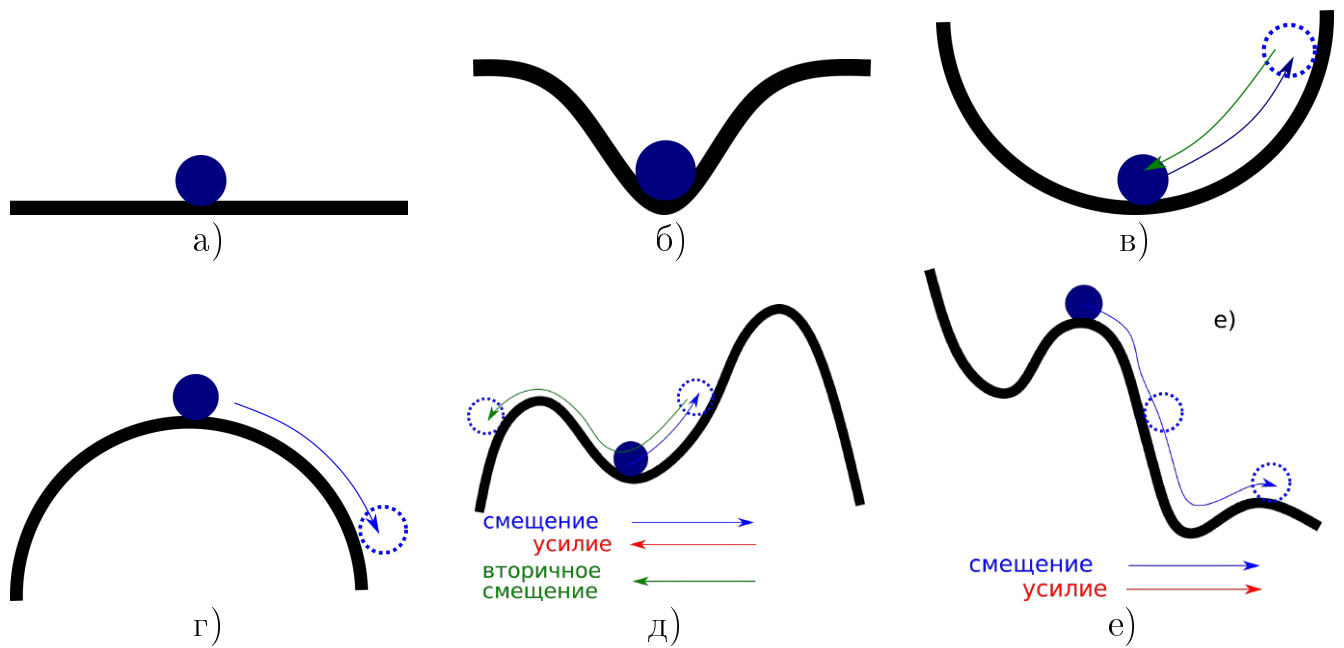 а)
б)
в)
е)
смещение
усилие
вторичное
смещение
смещение
усилие
г)
д)
е)